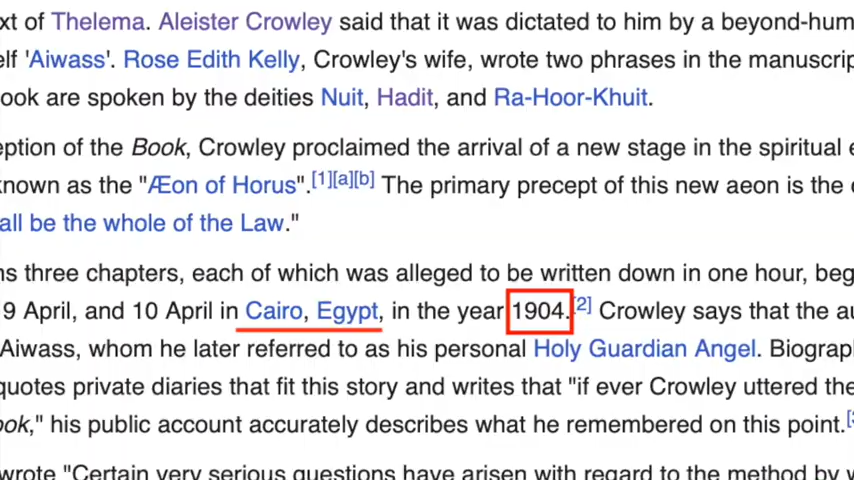 xt of Thelema. Aleister Crowley said that it was dictated to him by a beyond-hum
elf 'Aiwass'. Rose Edith Kelly, Crowley's wife, wrote two phrases in the manuscrip
ook are spoken by the deities Nuit, Hadit, and Ra-Hoor-Khuit.
eption of the Book, Crowley proclaimed the arrival of a new stage in the spiritual e
known as the "Æon of Horus".[1][a][b] The primary precept of this new aeon is the
all be the whole of the Law."
ns three chapters, each of which was alleged to be written down in one hour, beg
9 April, and 10 April in Cairo, Egypt, in the year 1904.[2] Crowley says that the au
Aiwass, whom he later referred to as his personal Holy Guardian Angel. Biograp
quotes private diaries that fit this story and writes that "if ever Crowley uttered the
ook," his public account accurately describes what he remembered on this point.
wrote "Certain very serious questions have arisen with regard to the method by w